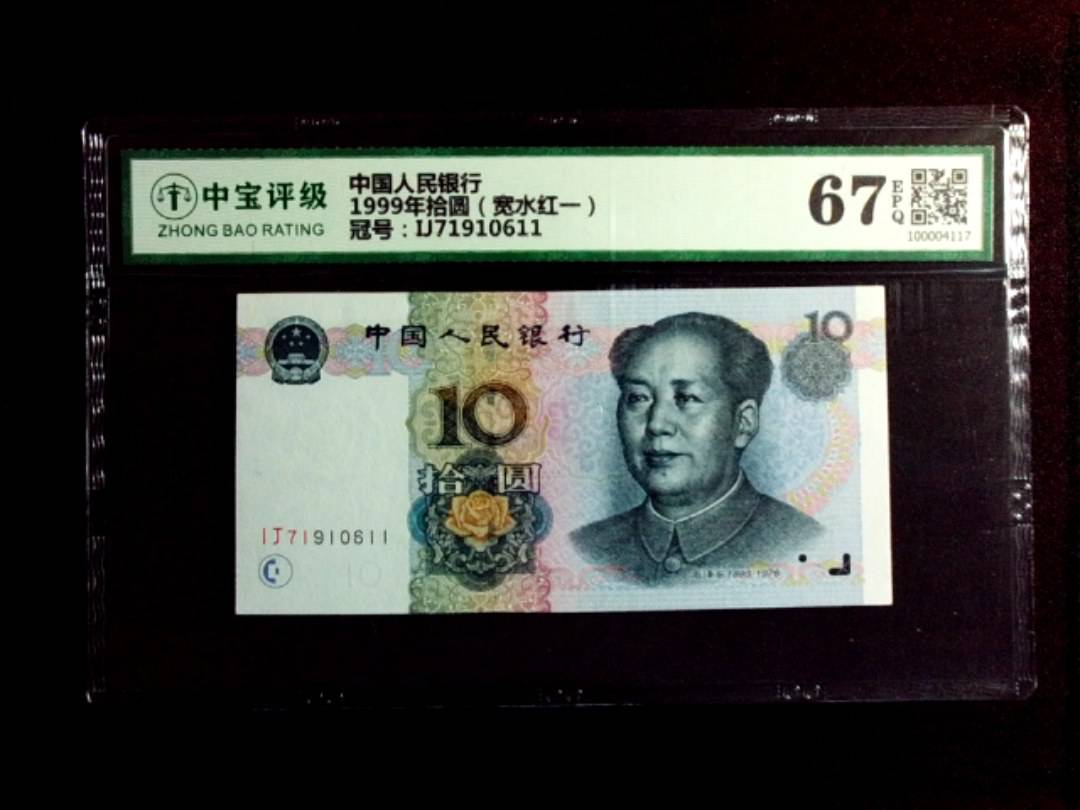 中宝评级
ZHONG BAO RATING
中国人民银行
1999年拾圆（宽水红一）
冠号：IJ71910611
67
EPQ
100004117
中国人民银行
10
10
拾圆
IJ71910611
10